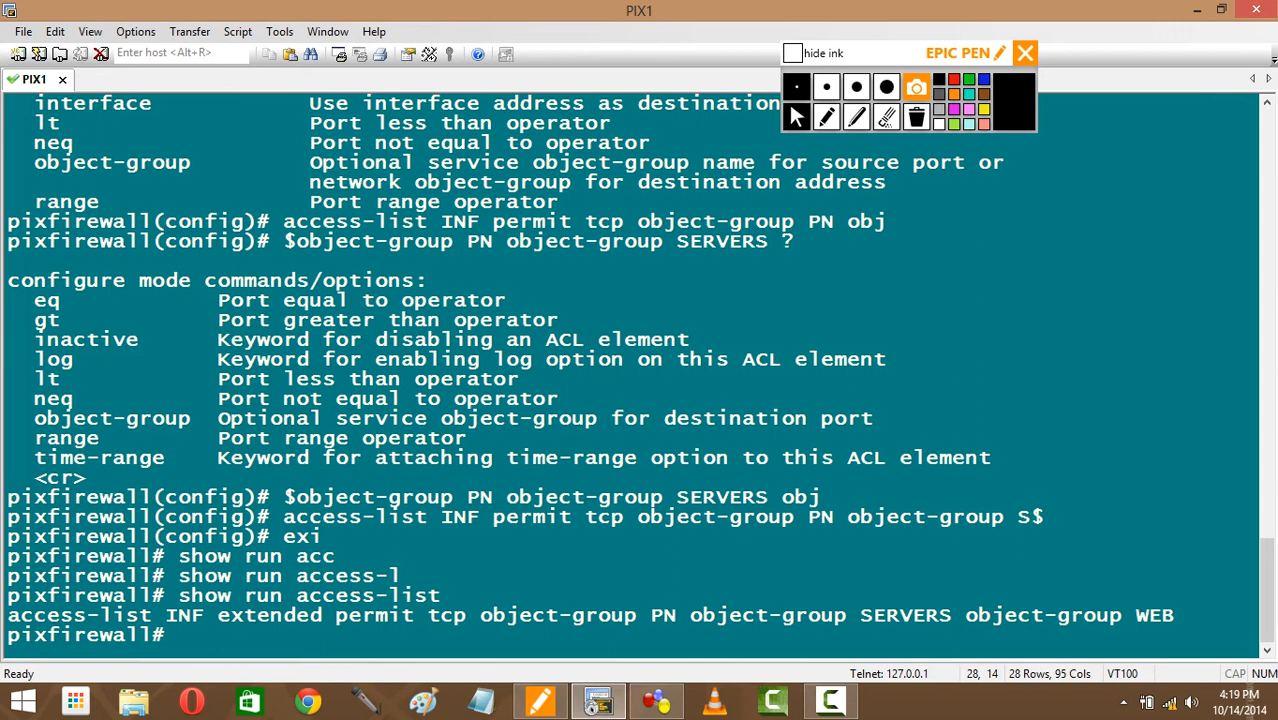 PIX1
File Edit View Options Transfer Script Tools Window Help
Enter host <Alt+R>
hide ink EPIC PEN
PIX1
interface Use interface address as destination
lt Port less than operator
neq Port not equal to operator
object-group Optional service object-group name for source port or
network object-group for destination address
range Port range operator
pixfirewall(config)# access-list INF permit tcp object-group PN obj
pixfirewall(config)# $object-group PN object-group SERVERS ?
configure mode commands/options:
eq Port equal to operator
gt Port greater than operator
inactive Keyword for disabling an ACL element
log Keyword for enabling log option on this ACL element
lt Port less than operator
neq Port not equal to operator
object-group Optional service object-group for destination port
range Port range operator
time-range Keyword for attaching time-range option to this ACL element
<cr>
pixfirewall(config)# $object-group PN object-group SERVERS obj
pixfirewall(config)# access-list INF permit tcp object-group PN object-group S$
pixfirewall(config)# exi
pixfirewall# show run acc
pixfirewall# show run access-l
pixfirewall# show run access-list
access-list INF extended permit tcp object-group PN object-group SERVERS object-group WEB
pixfirewall#
Ready Telnet: 127.0.0.1 28, 14 28 Rows, 95 Cols VT100 CAP NUM
4:19 PM
10/14/2014